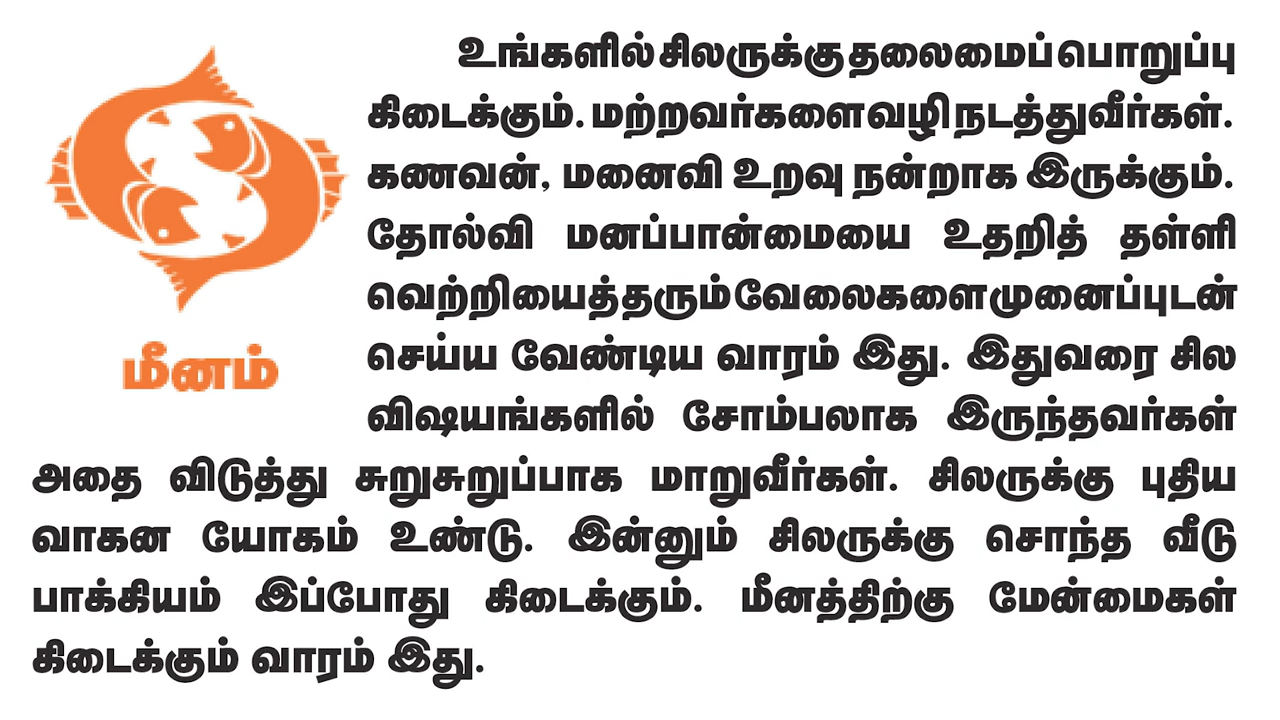 உங்களில் சிலருக்கு தலைமைப் பொறுப்பு
கிடைக்கும். மற்றவர்களை வழி நடத்துவீர்கள்.
கணவன், மனைவி உறவு நன்றாக இருக்கும்.
தோல்வி மனப்பான்மையை உதறித் தள்ளி
வெற்றியைத் தரும் வேலைகளை முனைப்புடன்
செய்ய வேண்டிய வாரம் இது. இதுவரை சில
விஷயங்களில் சோம்பலாக இருந்தவர்கள்
அதை விடுத்து சுறுசுறுப்பாக மாறுவீர்கள். சிலருக்கு புதிய
வாகன யோகம் உண்டு. இன்னும் சிலருக்கு சொந்த வீடு
பாக்கியம் இப்போது கிடைக்கும். மீனத்திற்கு மேன்மைகள்
கிடைக்கும் வாரம் இது.
மீனம்